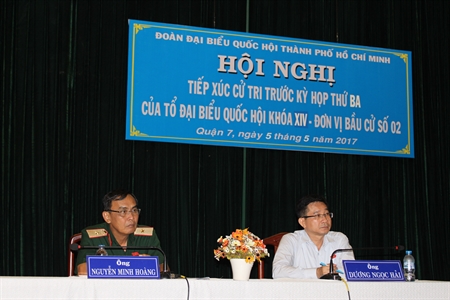 ĐOÀN ĐẠI BIỂU QUỐC HỘI THÀNH PHỐ HỒ CHÍ MINH
HỘI NGHỊ
TIẾP XÚC CỬ TRI TRƯỚC KỲ HỌP THỨ BA
CỦA TỔ ĐẠI BIỂU QUỐC HỘI KHÓA XIV - ĐƠN VỊ BẦU CỬ SỐ 02
Quận 7, ngày 5 tháng 5 năm 2017
Ông
NGUYỄN MINH HOÀNG
Ông
DƯƠNG NGỌC HẢI